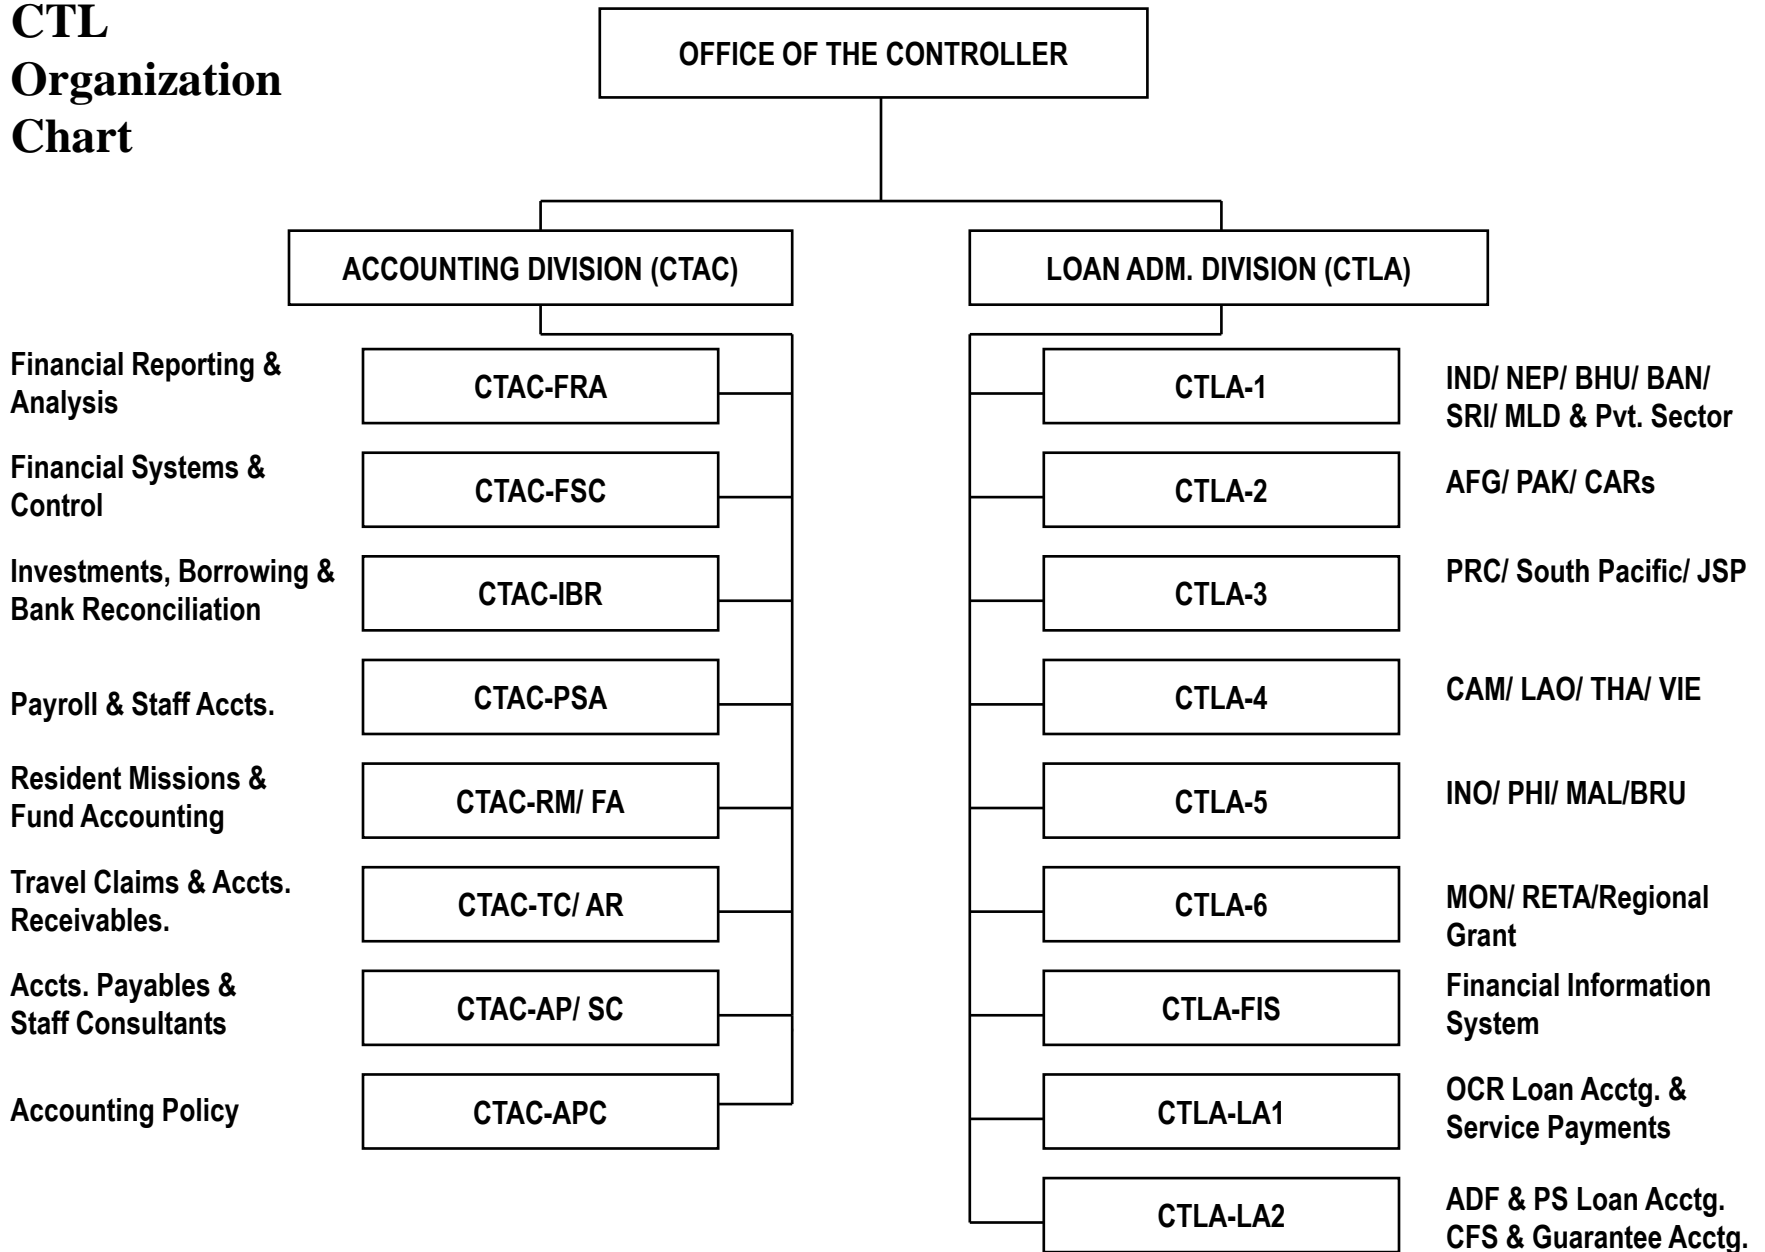 CTL
Organization
Chart
OFFICE OF THE CONTROLLER
ACCOUNTING DIVISION (CTAC)
Financial Reporting &
Analysis
CTAC-FRA
Financial Systems &
Control
CTAC-FSC
Investments, Borrowing &
Bank Reconciliation
CTAC-IBR
Payroll & Staff Accts.
CTAC-PSA
Resident Missions &
Fund Accounting
CTAC-RM/ FA
Travel Claims & Accts.
Receivables.
CTAC-TC/ AR
Accts. Payables &
Staff Consultants
CTAC-AP/ SC
Accounting Policy
CTAC-APC
LOAN ADM. DIVISION (CTLA)
CTLA-1
IND/ NEP/ BHU/ BAN/
SRI/ MLD & Pvt. Sector
CTLA-2
AFG/ PAK/ CARs
CTLA-3
PRC/ South Pacific/ JSP
CTLA-4
CAM/ LAO/ THA/ VIE
CTLA-5
INO/ PHI/ MAL/BRU
CTLA-6
MON/ RETA/Regional
Grant
CTLA-FIS
Financial Information
System
CTLA-LA1
OCR Loan Acctg. &
Service Payments
CTLA-LA2
ADF & PS Loan Acctg.
CFS & Guarantee Acctg.